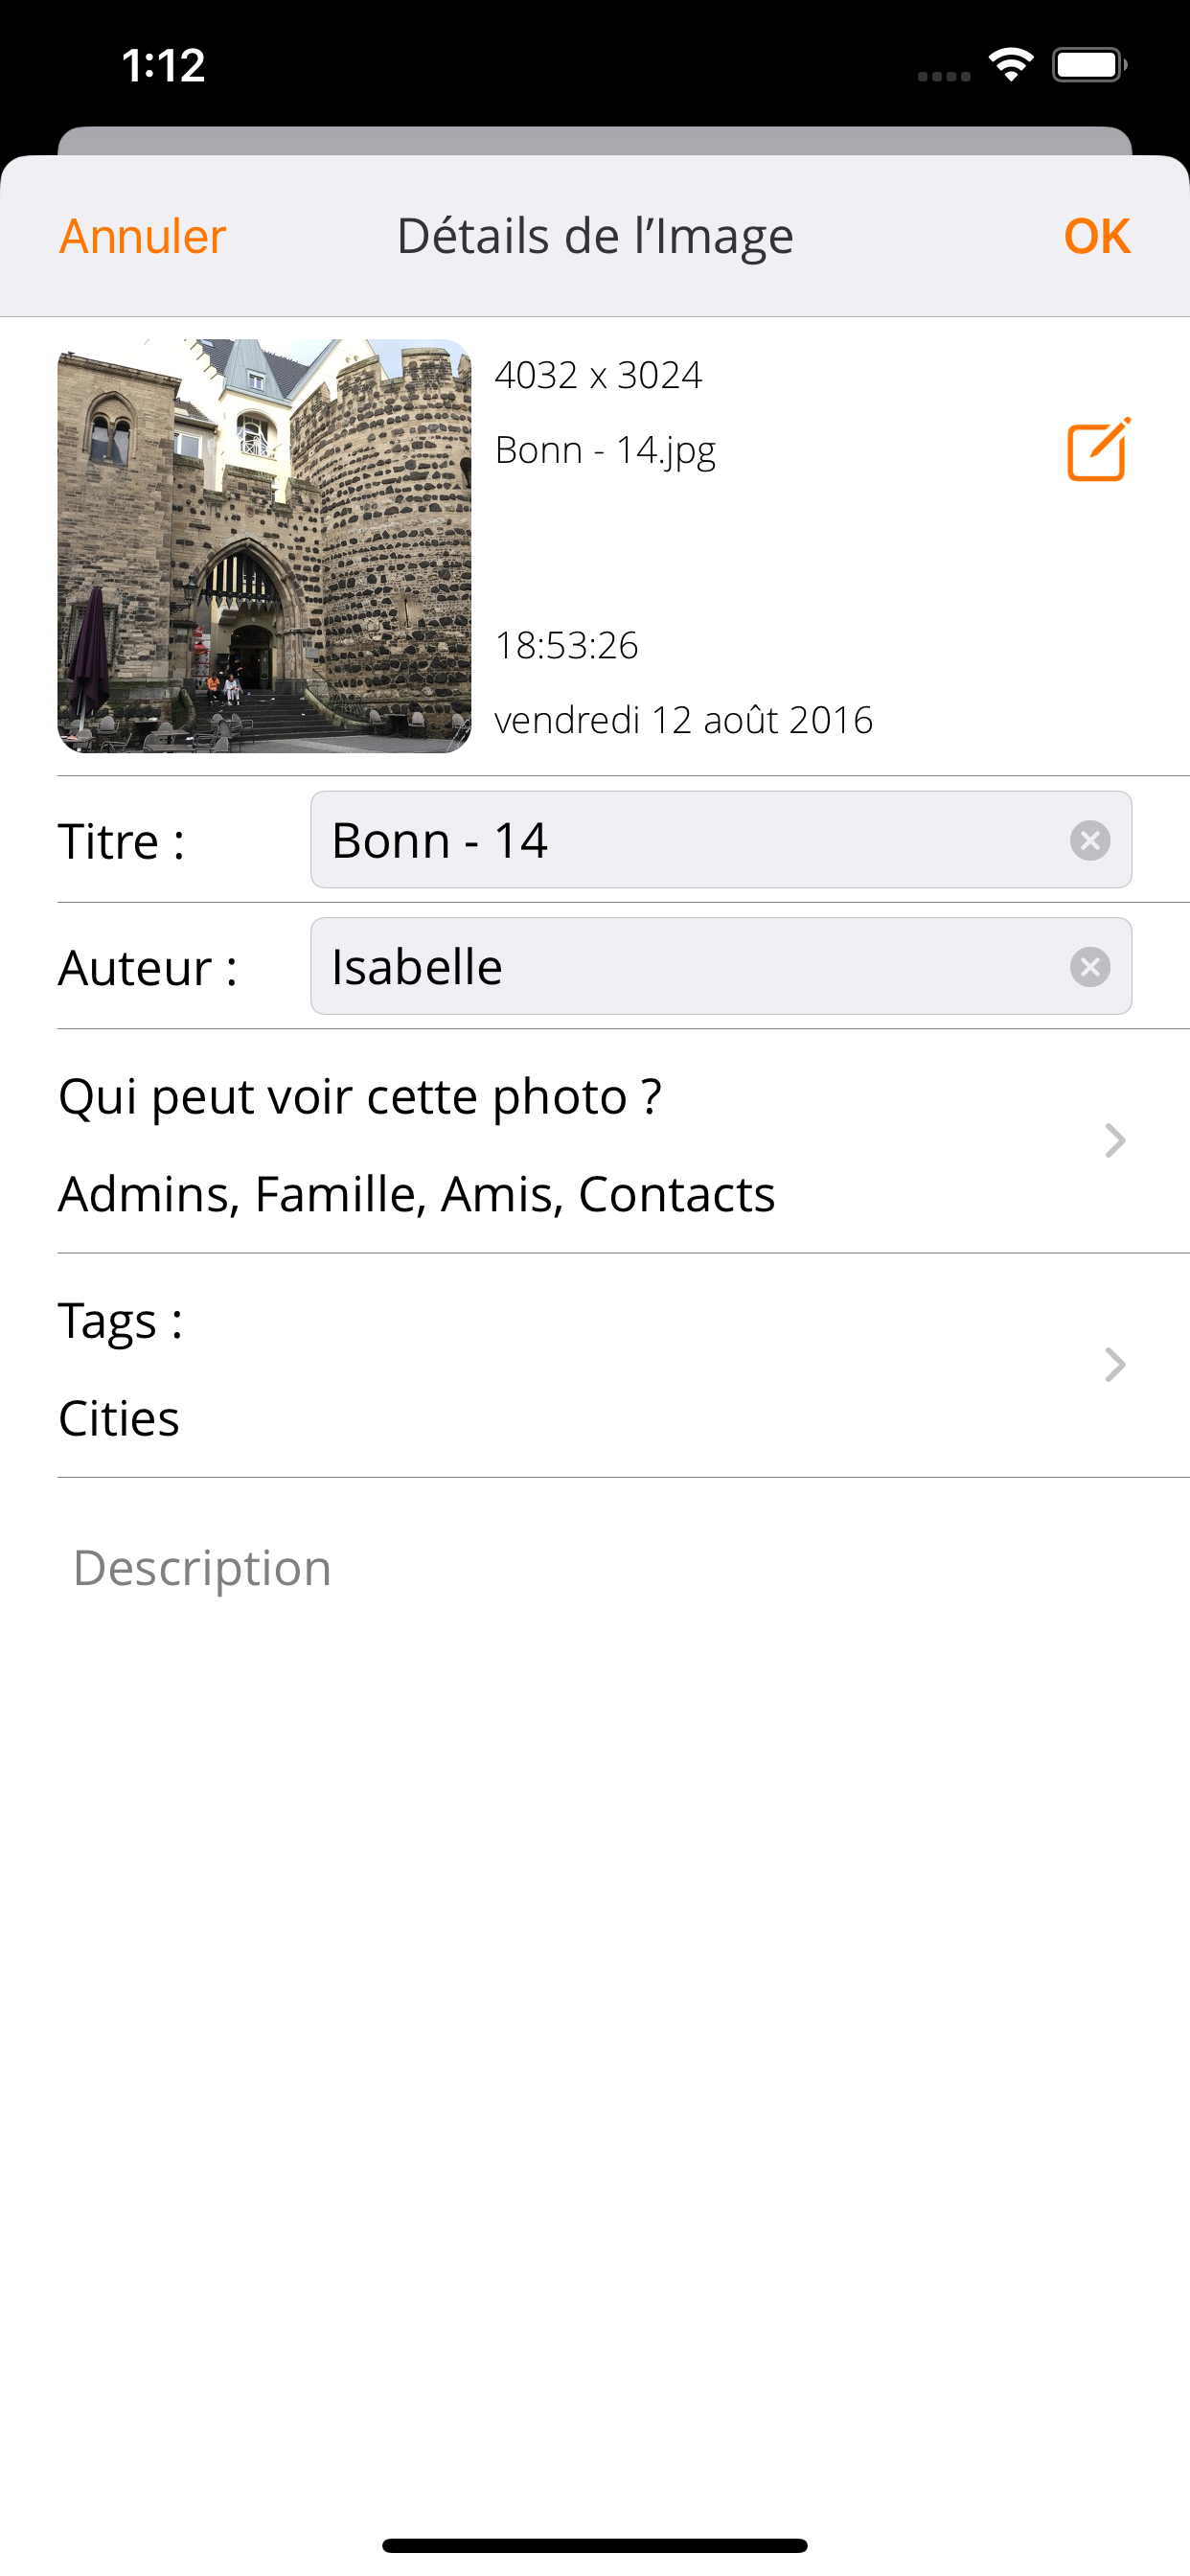 1:12
Annuler
Détails de l’Image
OK
4032 x 3024
Bonn - 14.jpg
18:53:26
vendredi 12 août 2016
Titre :
Bonn - 14
Auteur :
Isabelle
Qui peut voir cette photo ?
Admins, Famille, Amis, Contacts
Tags :
Cities
Description